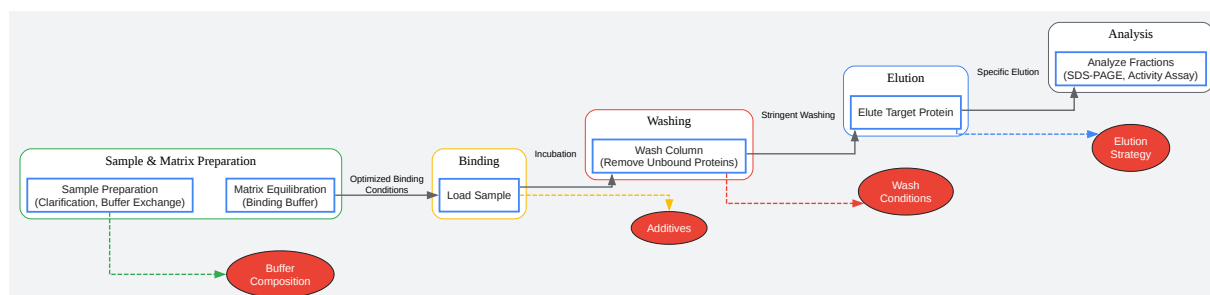 Sample & Matrix Preparation
Sample Preparation
(Clarification, Buffer Exchange)
Matrix Equilibration
(Binding Buffer)
Buffer
Composition
Optimized Binding
Conditions
Binding
Load Sample
Additives
Incubation
Washing
Wash Column
(Remove Unbound Proteins)
Wash
Conditions
Stringent Washing
Elution
Elute Target Protein
Elution
Strategy
Specific Elution
Analysis
Analyze Fractions
(SDS-PAGE, Activity Assay)